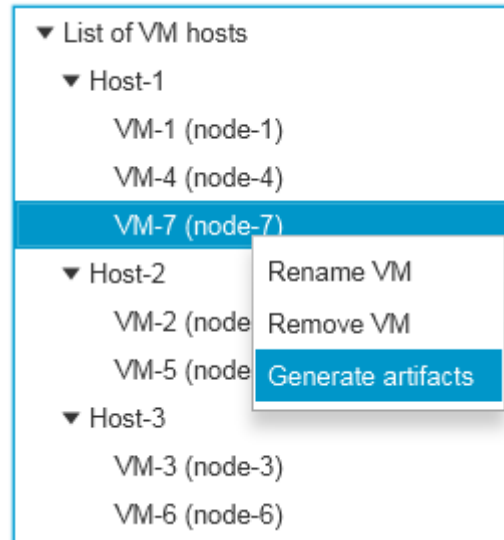 List of VM hosts
Host-1
VM-1 (node-1)
VM-4 (node-4)
VM-7 (node-7)
Host-2
VM-2 (node
VM-5 (node
Rename VM
Remove VM
Generate artifacts
Host-3
VM-3 (node-3)
VM-6 (node-6)